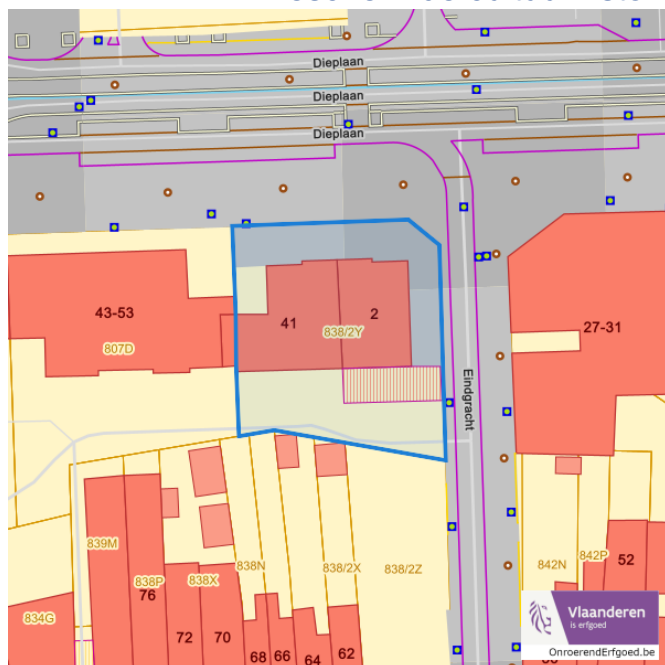 Dieplaan
Dieplaan
Dieplaan
43-53
807D
41
2
838/2Y
27-31
Eindgracht
839M
838P
76
838X
838N
838/2X
838/2Z
842N
842P
52
834G
72
70
68
66
64
62
Vlaanderen
is erfgoed
OnroerendErfgoed.be